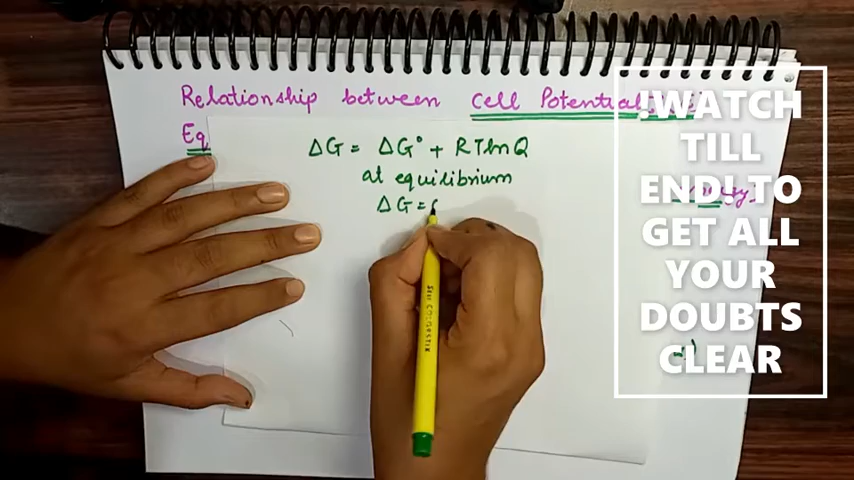 Relationship between Cell Potential
Eq
ΔG = ΔG° + RTlnQ
at equilibrium
ΔG =
!WATCH
TILL
END! TO
GET ALL
YOUR
DOUBTS
CLEAR